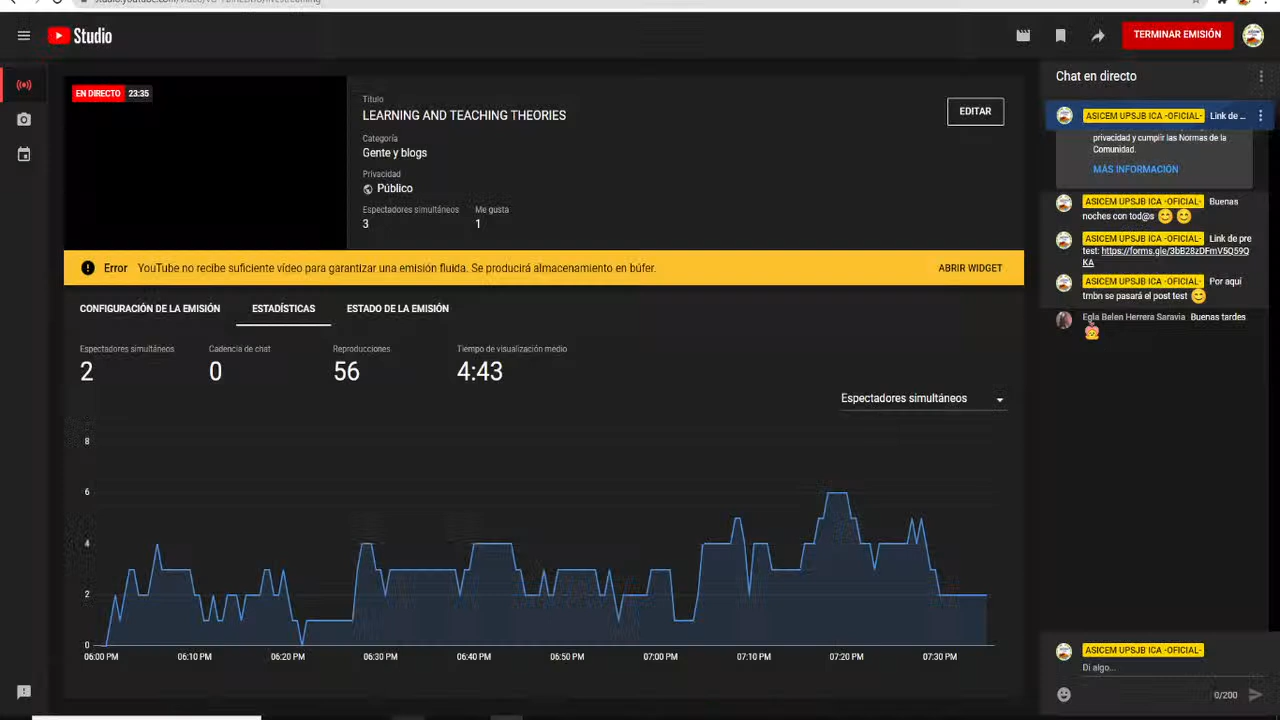 Studio
TERMINAR EMISIÓN
EN DIRECTO 23:35
Título
LEARNING AND TEACHING THEORIES
EDITAR
Categoría
Gente y blogs
Privacidad
Público
Espectadores simultáneos Me gusta
3 1
Error YouTube no recibe suficiente vídeo para garantizar una emisión fluida. Se producirá almacenamiento en búfer. ABRIR WIDGET
CONFIGURACIÓN DE LA EMISIÓN ESTADÍSTICAS ESTADO DE LA EMISIÓN
Espectadores simultáneos Cadencia de chat Reproducciones Tiempo de visualización medio
2 0 56 4:43
Espectadores simultáneos
8
6
4
2
0
06:00 PM 06:10 PM 06:20 PM 06:30 PM 06:40 PM 06:50 PM 07:00 PM 07:10 PM 07:20 PM 07:30 PM
Chat en directo
ASICEM UPSJB ICA -OFICIAL- Link de ...
privacidad y cumplir las Normas de la
Comunidad.
MÁS INFORMACIÓN
ASICEM UPSJB ICA -OFICIAL- Buenas
noches con tod@s 😊 😊
ASICEM UPSJB ICA -OFICIAL- Link de pre
test: https://forms.gle/3bB28zDFmV5Q59Q
KA
ASICEM UPSJB ICA -OFICIAL- Por aquí
tmbn se pasará el post test 😊
Egla Belen Herrera Saravia Buenas tardes
ASICEM UPSJB ICA -OFICIAL-
Di algo...
0/200